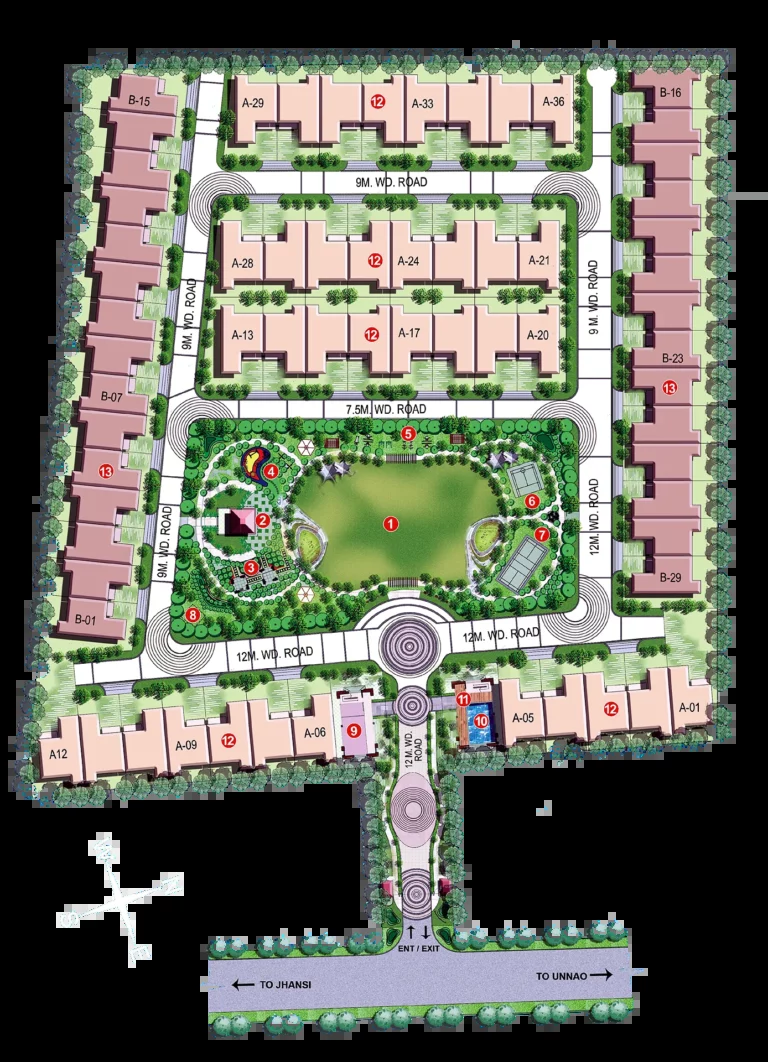 B-15
A-29
12
A-33
A-36
B-16
9M. WD. ROAD
A-28
12
A-24
A-21
9M. WD. ROAD
9 M. WD. ROAD
A-13
12
A-17
A-20
B-23
13
B-07
7.5M. WD. ROAD
5
13
4
6
2
1
7
9M. WD. ROAD
12M. WD. ROAD
3
B-29
8
B-01
12M. WD. ROAD
12M. WD. ROAD
A12
A-09
12
A-06
9
11
10
A-05
12
A-01
12 M. WD. ROAD
ENT / EXIT
TO JHANSI
TO UNNAO